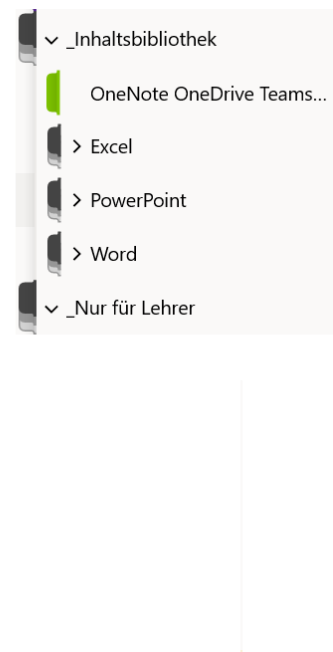 _Inhaltsbibliothek
OneNote OneDrive Teams...
Excel
PowerPoint
Word
_Nur für Lehrer